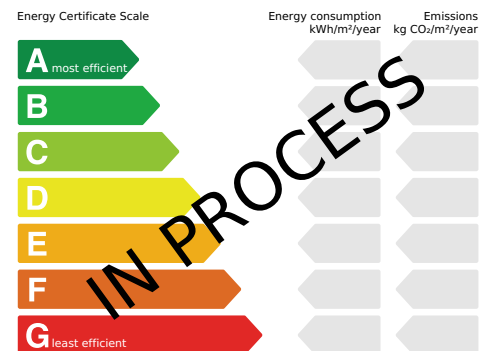 Energy Certificate Scale
Energy consumption
kWh/m²/year
Emissions
kg CO₂/m²/year
A most efficient
B
C
D
E
F
G least efficient
IN PROCESS